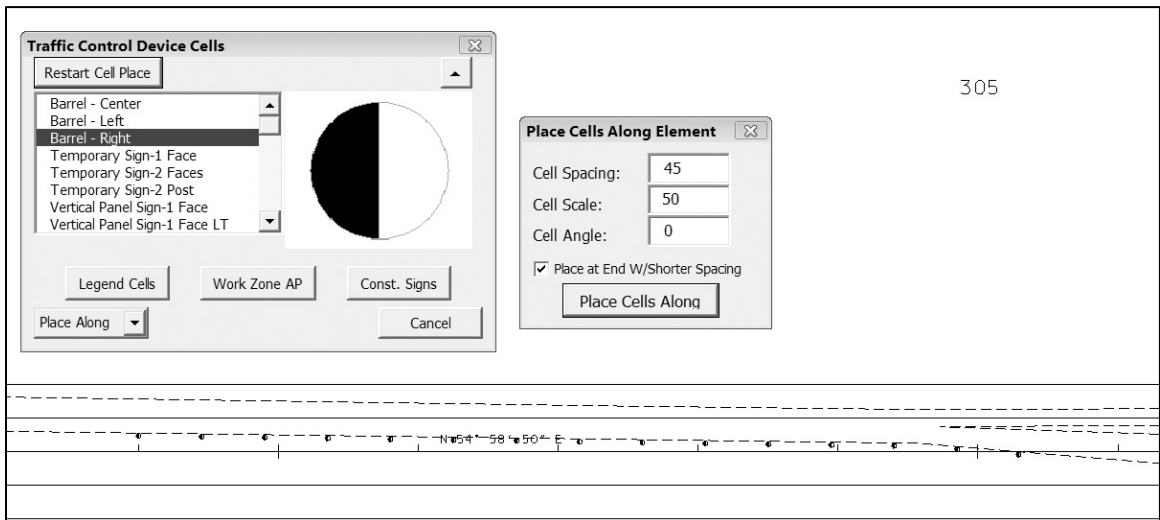 Traffic Control Device Cells
Restart Cell Place
Barrel - Center
Barrel - Left
Barrel - Right
Temporary Sign-1 Face
Temporary Sign-2 Faces
Temporary Sign-2 Post
Vertical Panel Sign-1 Face
Vertical Panel Sign-1 Face LT
Legend Cells
Work Zone AP
Const. Signs
Place Along
Cancel
305
Place Cells Along Element
Cell Spacing: 45
Cell Scale: 50
Cell Angle: 0
Place at End W/Shorter Spacing
Place Cells Along
N 54° 58' 50" E